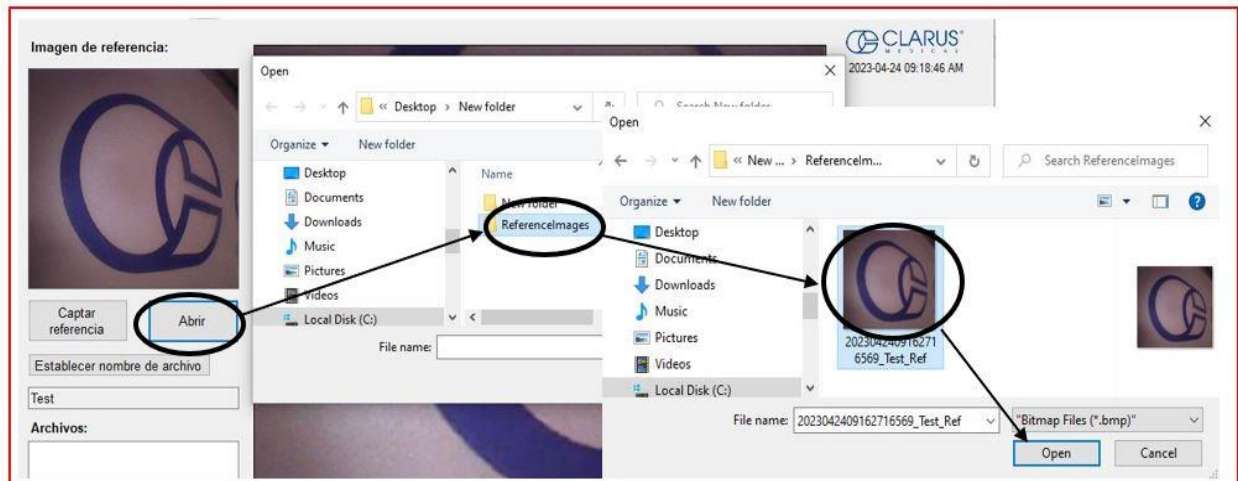 Imagen de referencia:
Captar
referencia
Abrir
Establecer nombre de archivo
Test
Archivos:
CLARUS
MEDICAL
2023-04-24 09:18:46 AM
Open
« Desktop › New folder
Search New folder
Organize
New folder
Desktop
Documents
Downloads
Music
Pictures
Videos
Local Disk (C:)
Name
New folder
ReferenceImages
File name:
Open
« New ... › ReferenceIm...
Search ReferenceImages
Organize
New folder
Desktop
Documents
Downloads
Music
Pictures
Videos
Local Disk (C:)
202304240916271
6569_Test_Ref
File name:
2023042409162716569_Test_Ref
"Bitmap Files (*.bmp)"
Open
Cancel